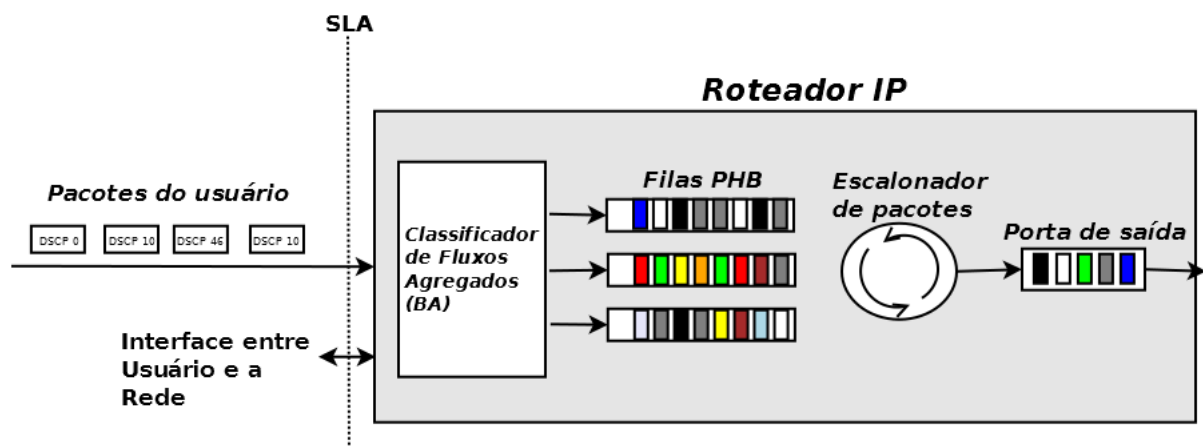 SLA
Roteador IP
Pacotes do usuário
DSCP 0
DSCP 10
DSCP 46
DSCP 10
Classificador
de Fluxos
Agregados
(BA)
Filas PHB
Escalonador
de pacotes
Porta de saída
Interface entre
Usuário e a
Rede